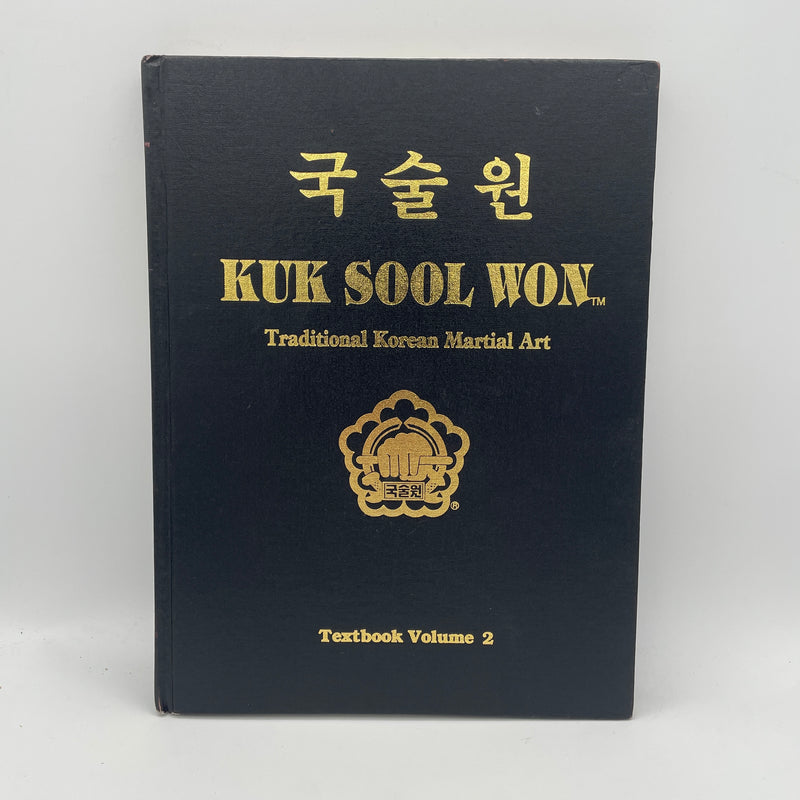 국술원
KUK SOOL WON™
Traditional Korean Martial Art
국술원
®
Textbook Volume 2